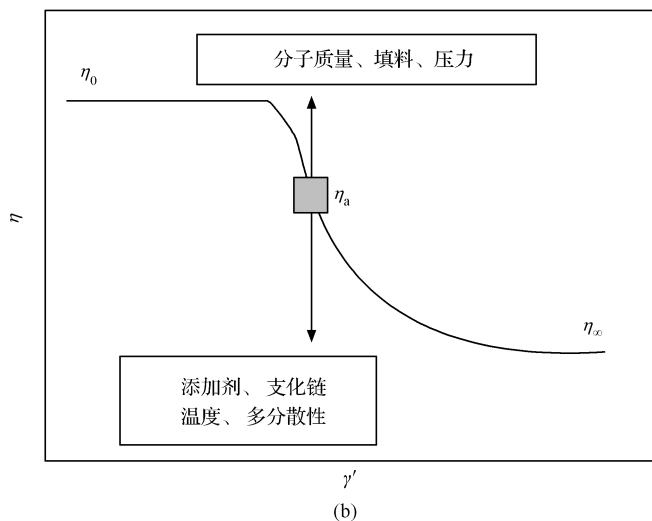 分子质量、填料、压力
η₀
ηₐ
η
η∞
添加剂、支化链
温度、多分散性
γ′
(b)